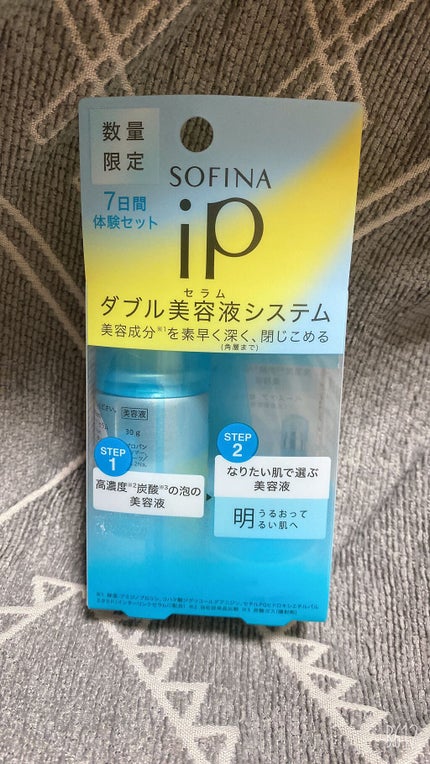 数量
限定
7日間
体験セット
SOFINA
iP
セラム
ダブル美容液システム
美容成分※1を素早く深く、閉じこめる
(角層まで)
美容液
30g
STEP
1
高濃度※2炭酸※3の泡の
美容液
STEP
2
なりたい肌で選ぶ
美容液
明 うるおって
るい肌へ